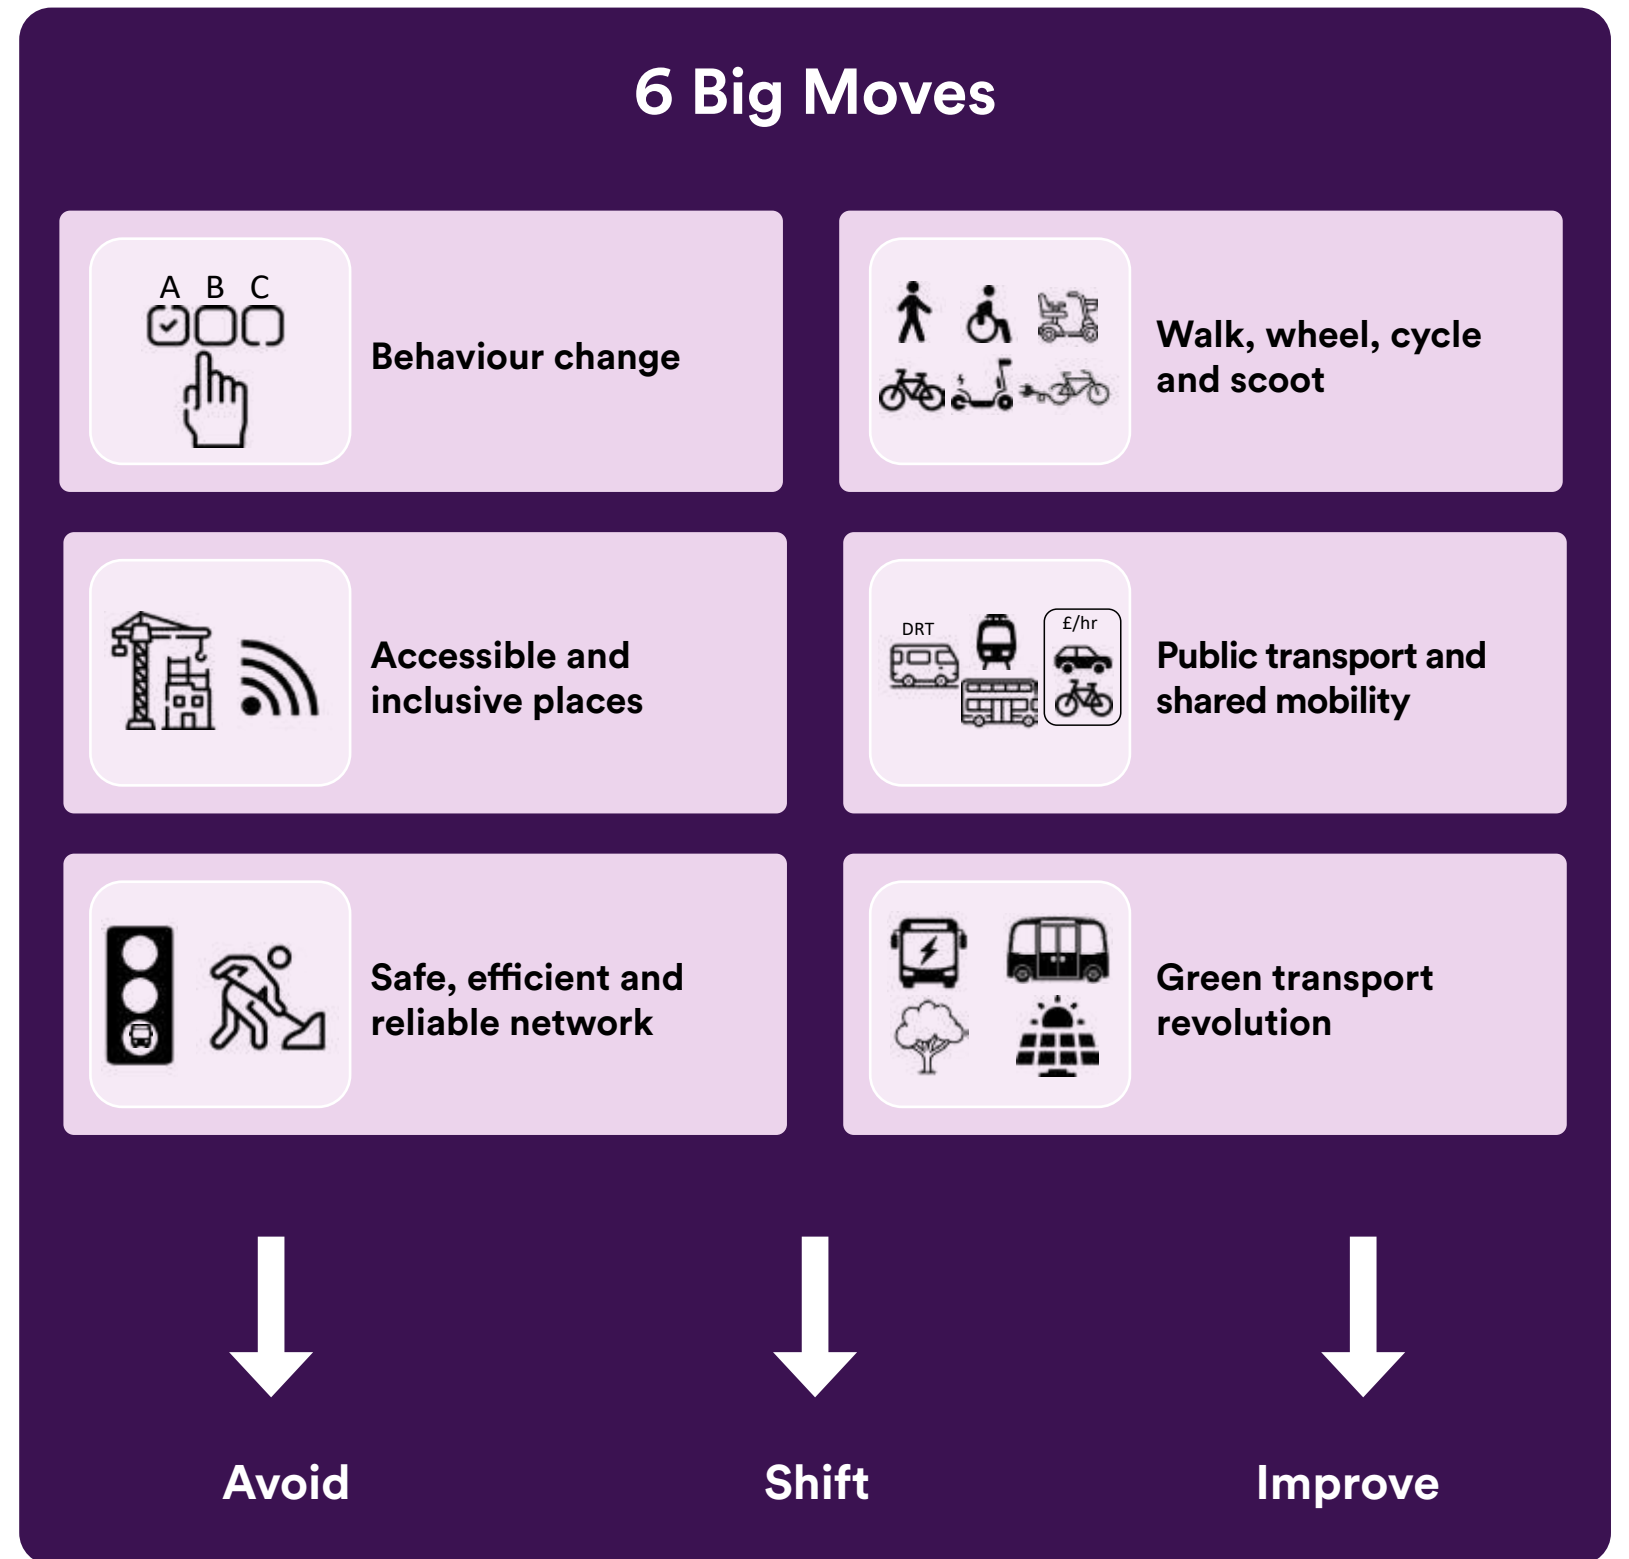 6 Big Moves
A B C
Behaviour change
Walk, wheel, cycle
and scoot
Accessible and
inclusive places
DRT
£/hr
Public transport and
shared mobility
Safe, efficient and
reliable network
Green transport
revolution
Avoid
Shift
Improve